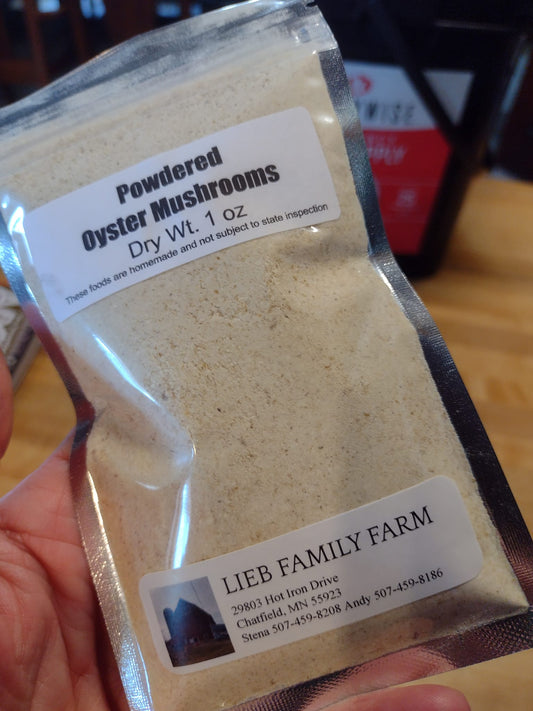 Powdered
Oyster Mushrooms
Dry Wt. 1 oz
These foods are homemade and not subject to state inspection
LIEB FAMILY FARM
29803 Hot Iron Drive
Chatfield, MN 55923
Stena 507-459-8208 Andy 507-459-8186